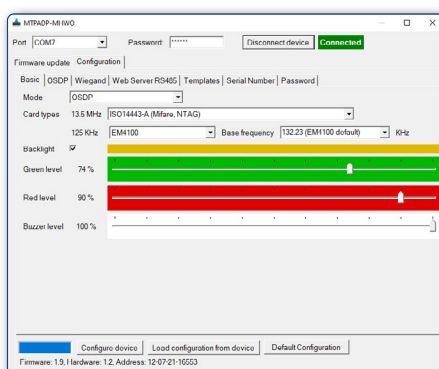 MTPADP-MHWO
Port COM7 Password: ****** Disconnect device Connected
Firmware update Configuration
Basic OSDP Wiegand Web Server RS485 Templates Serial Number Password
Mode OSDP
Card types 13.5 MHz ISO14443-A (Mifare, NTAG)
125 KHz EM4100 Base frequency 132.23 (EM4100 default) KHz
Backlight
Green level 74 %
Red level 90 %
Buzzer level 100 %
Configure device Load configuration from device Default Configuration
Firmware: 1.9, Hardware: 1.2, Address: 12-07-21-16553